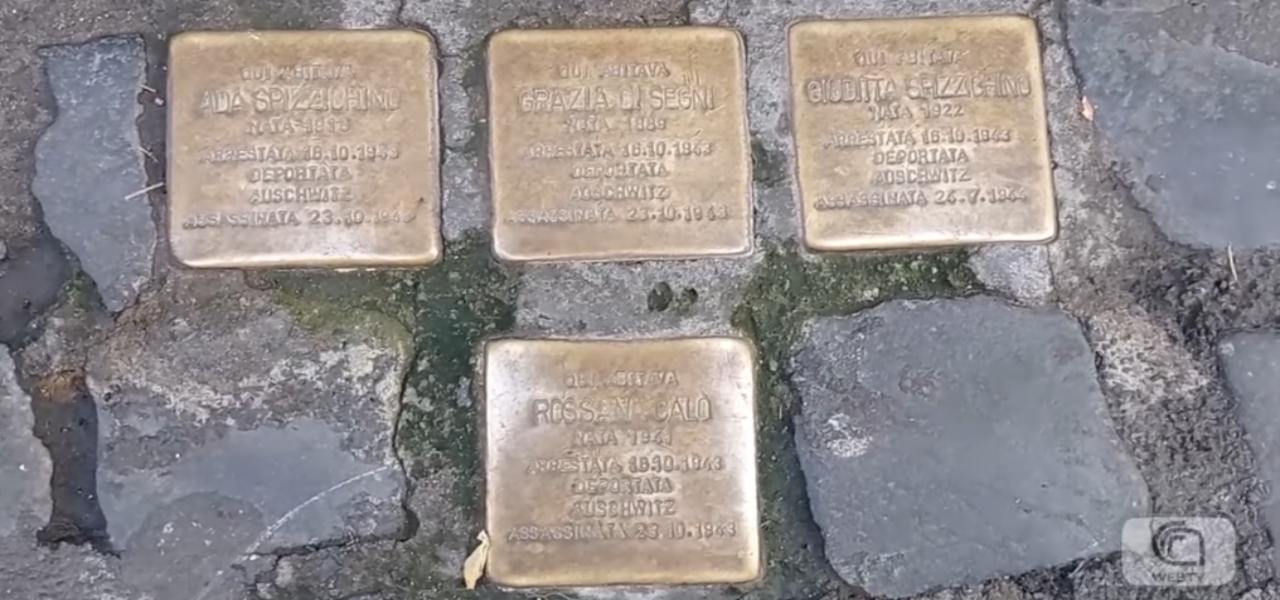 QUI ABITAVA
ADA SPIZZICHINO
NATA
ARRESTATA 16.10.1943
DEPORTATA
AUSCHWITZ
ASSASSINATA 23.10.1943
QUI ABITAVA
GRAZIA DI SEGNI
NATA 1889
ARRESTATA 16.10.1943
DEPORTATA
AUSCHWITZ
ASSASSINATA 23.10.1943
QUI ABITAVA
GIUDITTA SPIZZICHINO
NATA 1922
ARRESTATA 16.10.1943
DEPORTATA
AUSCHWITZ
ASSASSINATA 24.7.1944
QUI ABITAVA
ROSSANA CALÒ
NATA 1941
ARRESTATA 16.10.1943
DEPORTATA
AUSCHWITZ
ASSASSINATA 23.10.1943
WEBTV